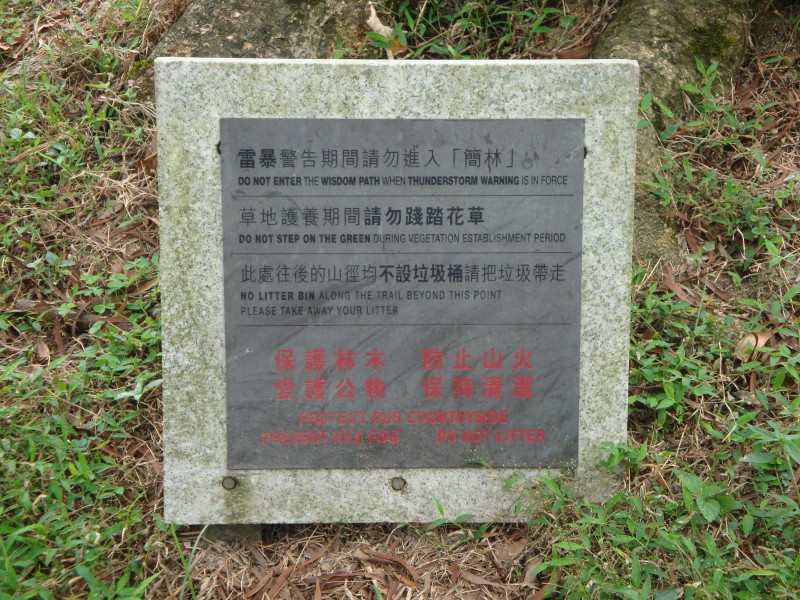 雷暴警告期間請勿進入「簡林」
DO NOT ENTER THE WISDOM PATH WHEN THUNDERSTORM WARNING IS IN FORCE
草地護養期間請勿踐踏花草
DO NOT STEP ON THE GREEN DURING VEGETATION ESTABLISHMENT PERIOD
此處往後的山徑均不設垃圾桶請把垃圾帶走
NO LITTER BIN ALONG THE TRAIL BEYOND THIS POINT
PLEASE TAKE AWAY YOUR LITTER
保護林木 防止山火
愛護公物 保持清潔
PROTECT OUR COUNTRYSIDE
PREVENT HILL FIRE DO NOT LITTER